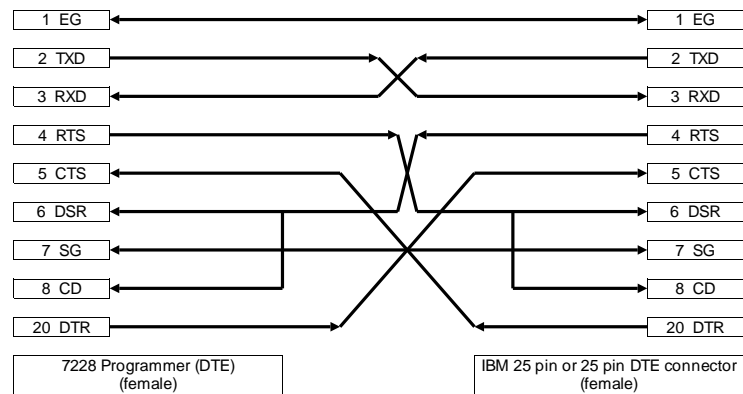 1 EG 1 EG
2 TXD 2 TXD
3 RXD 3 RXD
4 RTS 4 RTS
5 CTS 5 CTS
6 DSR 6 DSR
7 SG 7 SG
8 CD 8 CD
20 DTR 20 DTR
7228 Programmer (DTE)
(female)
IBM 25 pin or 25 pin DTE connector
(female)